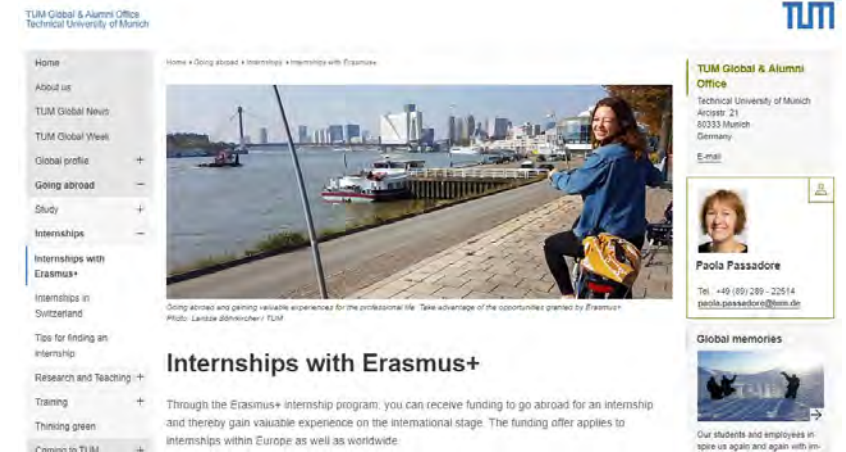 TUM Global & Alumni Office
Technical University of Munich
TUM
Home
About us
TUM Global News
TUM Global Week
Global profile +
Going abroad −
Study +
Internships −
Internships with
Erasmus+
Internships in
Switzerland
Tips for finding an
internship
Research and Teaching +
Training +
Thinking green
Coming to TUM +
Home ▸ Going abroad ▸ Internships ▸ Internships with Erasmus+
Going abroad and gaining valuable experiences for the professional life: Take advantage of the opportunities granted by Erasmus+.
Photo: / TUM
Internships with Erasmus+
Through the Erasmus+ internship program, you can receive funding to go abroad for an internship
and thereby gain valuable experience on the international stage. The funding offer applies to
internships within Europe as well as worldwide.
TUM Global & Alumni
Office
Technical University of Munich
Arcisstr. 21
80333 Munich
Germany
E-mail
Paola Passadore
Tel. +49 (89) 289 - 22514
paola.passadore@tum.de
Global memories
Our students and employees in-
spire us again and again with im-